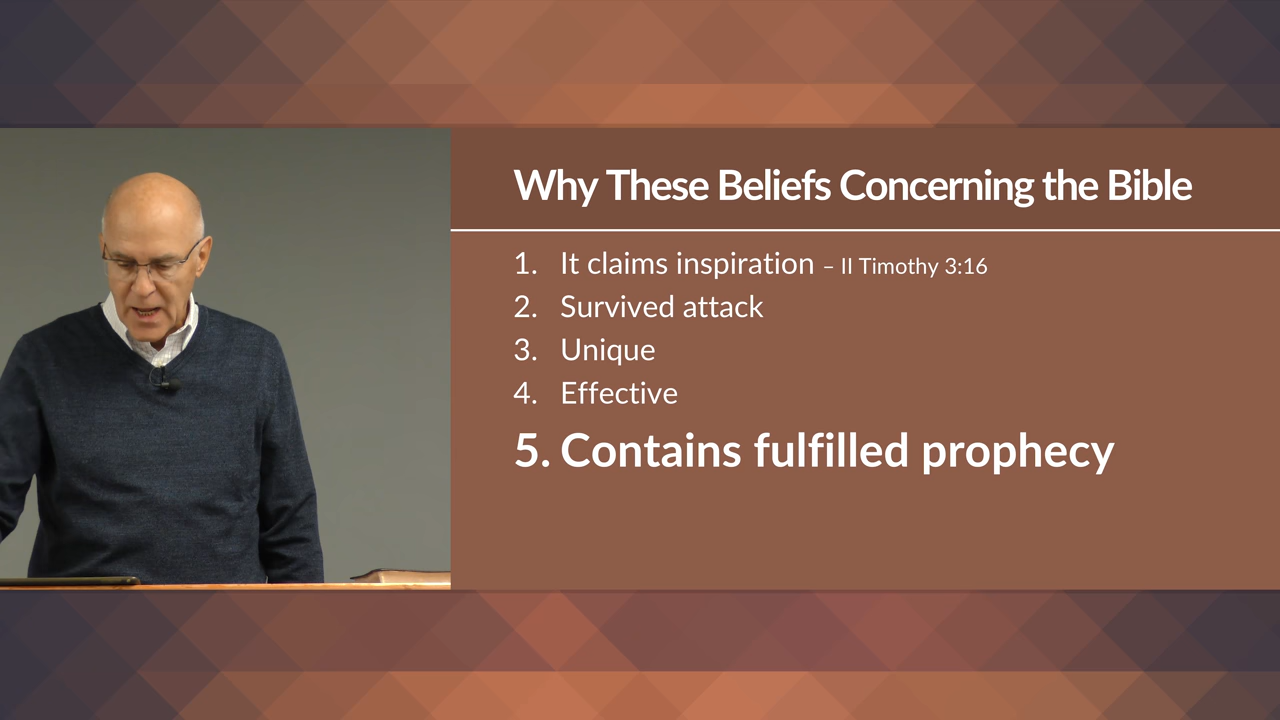 Why These Beliefs Concerning the Bible
1. It claims inspiration – II Timothy 3:16
2. Survived attack
3. Unique
4. Effective
5. Contains fulfilled prophecy